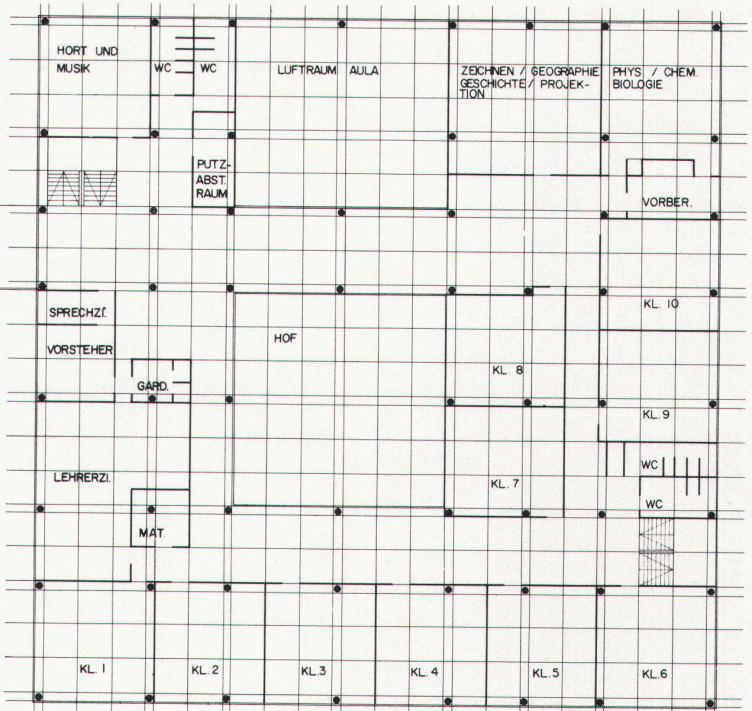 HORT UND
MUSIK
WC
WC
LUFTRAUM AULA
ZEICHNEN / GEOGRAPHIE
GESCHICHTE / PROJEK-
TION
PHYS. / CHEM.
BIOLOGIE
PUTZ-
ABST.
RAUM
VORBER.
SPRECHZI.
VORSTEHER
GARD.
HOF
KL. 10
KL. 8
KL. 9
LEHRERZI.
KL. 7
WC
WC
MAT.
KL. 1
KL. 2
KL. 3
KL. 4
KL. 5
KL. 6